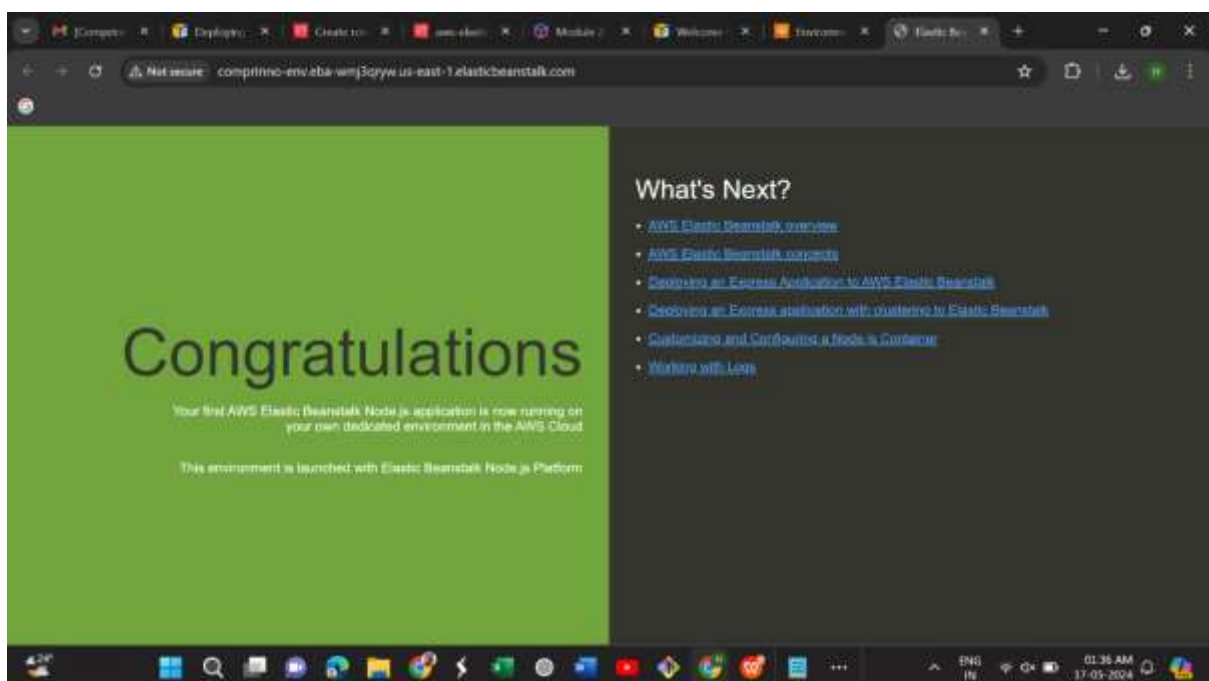 Not secure
comprinno-env.eba-wmj3qryw.us-east-1.elasticbeanstalk.com
Congratulations
Your first AWS Elastic Beanstalk Node.js application is now running on
your own dedicated environment in the AWS Cloud
This environment is launched with Elastic Beanstalk Node.js Platform
What's Next?
• AWS Elastic Beanstalk overview
• AWS Elastic Beanstalk concepts
• Deploying an Express Application to AWS Elastic Beanstalk
• Deploying an Express application with clustering to Elastic Beanstalk
• Customizing and Configuring a Node.js Container
• Working with Logs
24°
ENG
IN
01:36 AM
17-05-2024